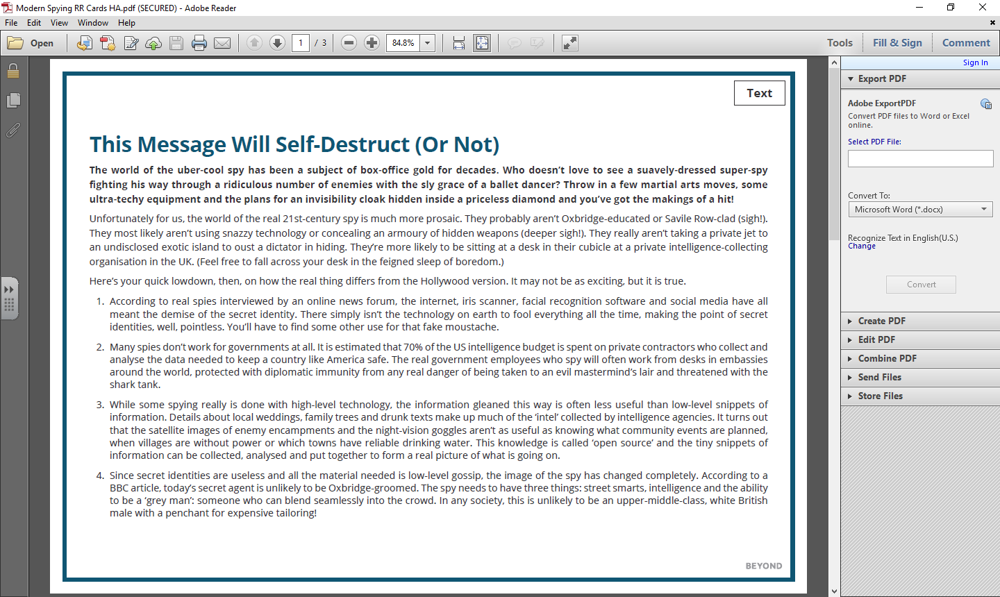 Modern Spying RR Cards HA.pdf (SECURED) - Adobe Reader
File Edit View Window Help
Open 1 / 3 84.8% Tools Fill & Sign Comment
Sign In
Export PDF
Adobe ExportPDF
Convert PDF files to Word or Excel
online.
Select PDF File:
Convert To:
Microsoft Word (*.docx)
Recognize Text in English(U.S.)
Change
Convert
Create PDF
Edit PDF
Combine PDF
Send Files
Store Files
Text
This Message Will Self-Destruct (Or Not)
The world of the uber-cool spy has been a subject of box-office gold for decades. Who doesn’t love to see a suavely-dressed super-spy
fighting his way through a ridiculous number of enemies with the sly grace of a ballet dancer? Throw in a few martial arts moves, some
ultra-techy equipment and the plans for an invisibility cloak hidden inside a priceless diamond and you’ve got the makings of a hit!
Unfortunately for us, the world of the real 21st-century spy is much more prosaic. They probably aren’t Oxbridge-educated or Savile Row-clad (sigh!).
They most likely aren’t using snazzy technology or concealing an armoury of hidden weapons (deeper sigh!). They really aren’t taking a private jet to
an undisclosed exotic island to oust a dictator in hiding. They’re more likely to be sitting at a desk in their cubicle at a private intelligence-collecting
organisation in the UK. (Feel free to fall across your desk in the feigned sleep of boredom.)
Here’s your quick lowdown, then, on how the real thing differs from the Hollywood version. It may not be as exciting, but it is true.
1. According to real spies interviewed by an online news forum, the internet, iris scanner, facial recognition software and social media have all
meant the demise of the secret identity. There simply isn’t the technology on earth to fool everything all the time, making the point of secret
identities, well, pointless. You’ll have to find some other use for that fake moustache.
2. Many spies don’t work for governments at all. It is estimated that 70% of the US intelligence budget is spent on private contractors who collect and
analyse the data needed to keep a country like America safe. The real government employees who spy will often work from desks in embassies
around the world, protected with diplomatic immunity from any real danger of being taken to an evil mastermind’s lair and threatened with the
shark tank.
3. While some spying really is done with high-level technology, the information gleaned this way is often less useful than low-level snippets of
information. Details about local weddings, family trees and drunk texts make up much of the ‘intel’ collected by intelligence agencies. It turns out
that the satellite images of enemy encampments and the night-vision goggles aren’t as useful as knowing what community events are planned,
when villages are without power or which towns have reliable drinking water. This knowledge is called ‘open source’ and the tiny snippets of
information can be collected, analysed and put together to form a real picture of what is going on.
4. Since secret identities are useless and all the material needed is low-level gossip, the image of the spy has changed completely. According to a
BBC article, today’s secret agent is unlikely to be Oxbridge-groomed. The spy needs to have three things: street smarts, intelligence and the ability
to be a ‘grey man’: someone who can blend seamlessly into the crowd. In any society, this is unlikely to be an upper-middle-class, white British
male with a penchant for expensive tailoring!
BEYOND